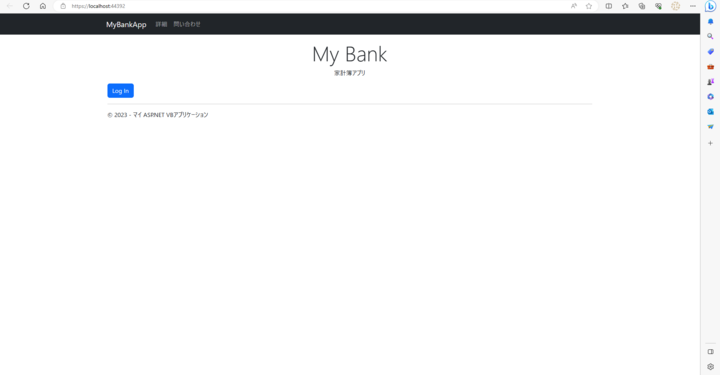 https://localhost:44392
MyBankApp 詳細 問い合わせ
My Bank
家計簿アプリ
Log in
© 2023 - マイ ASP.NET VBアプリケーション